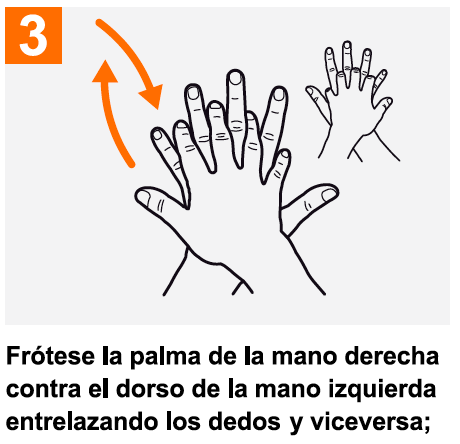 3
Frótese la palma de la mano derecha
contra el dorso de la mano izquierda
entrelazando los dedos y viceversa;